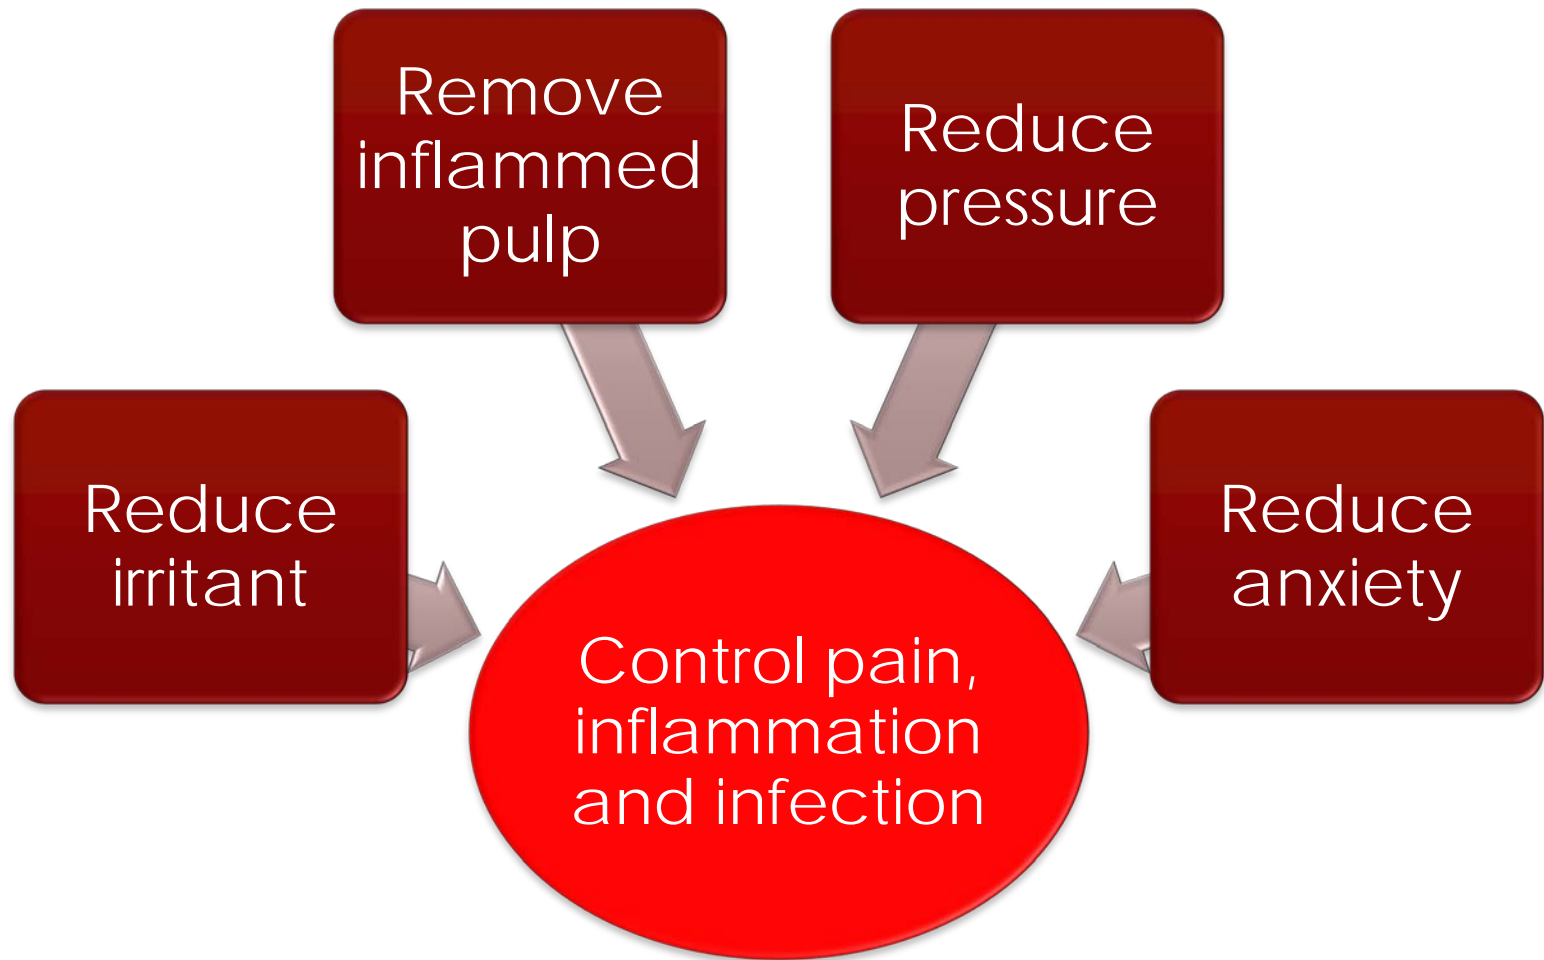 Remove
inflammed
pulp
Reduce
pressure
Reduce
irritant
Reduce
anxiety
Control pain,
inflammation
and infection